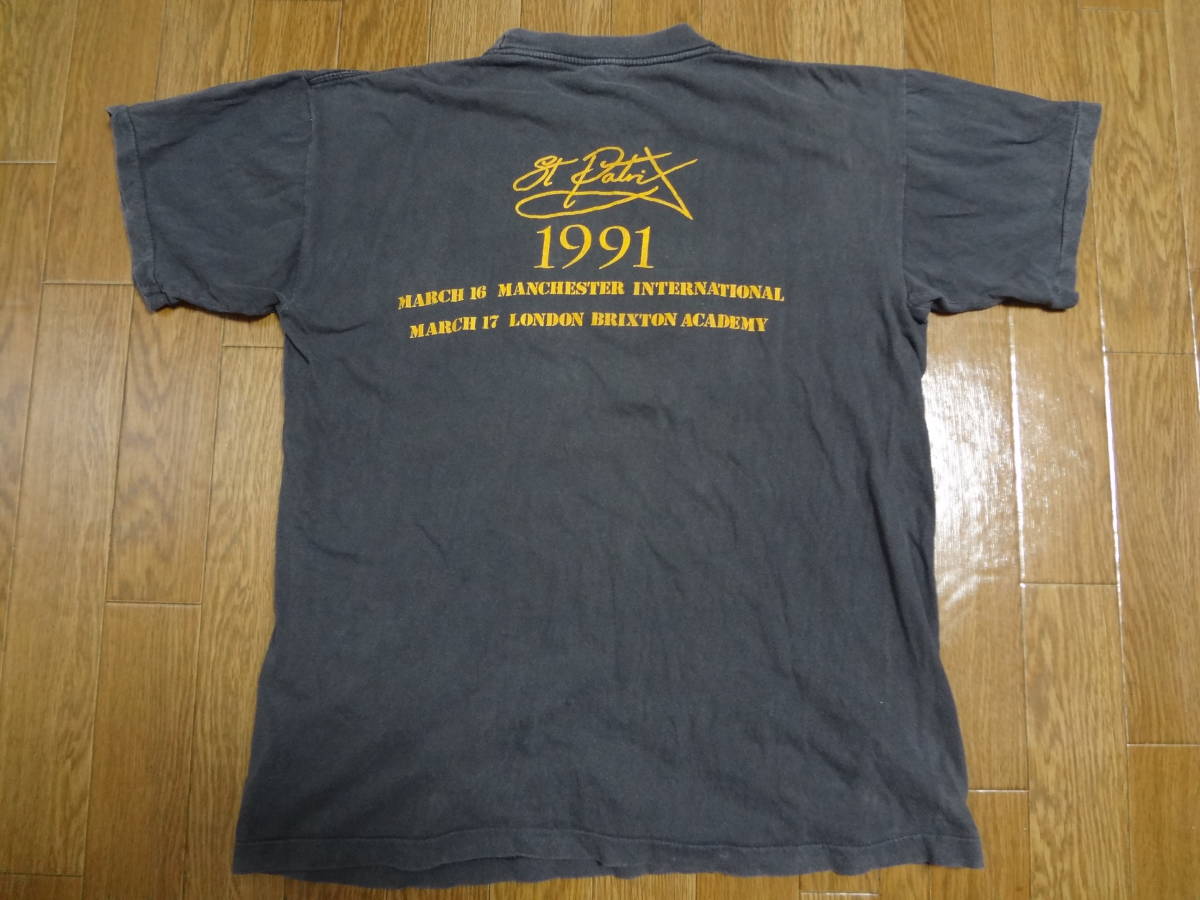 St Patrix
1991
MARCH 16 MANCHESTER INTERNATIONAL
MARCH 17 LONDON BRIXTON ACADEMY